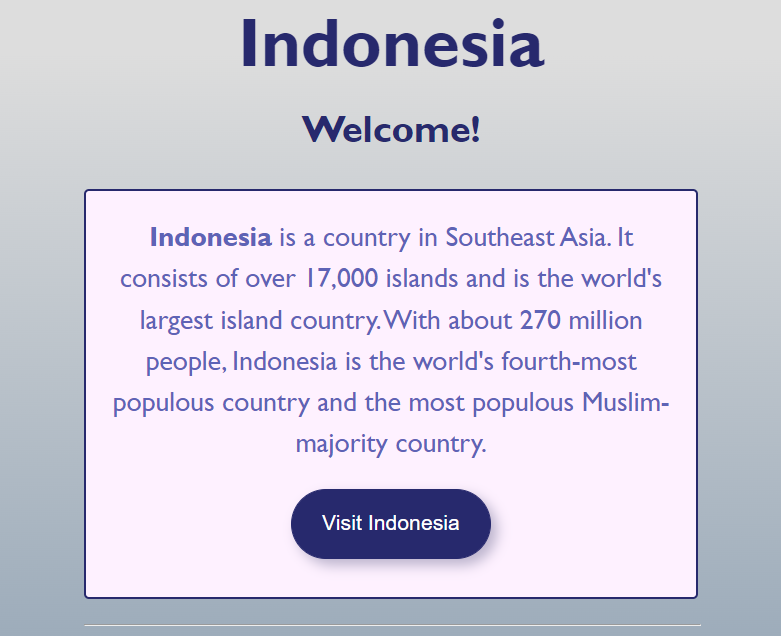 Indonesia
Welcome!
Indonesia is a country in Southeast Asia. It
consists of over 17,000 islands and is the world's
largest island country. With about 270 million
people, Indonesia is the world's fourth-most
populous country and the most populous Muslim-
majority country.
Visit Indonesia